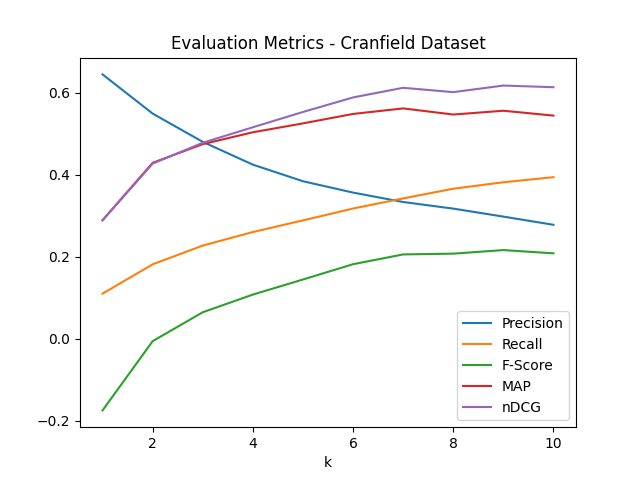 Evaluation Metrics - Cranfield Dataset
0.6
0.4
0.2
0.0
−0.2
2
4
6
8
10
k
Precision
Recall
F-Score
MAP
nDCG